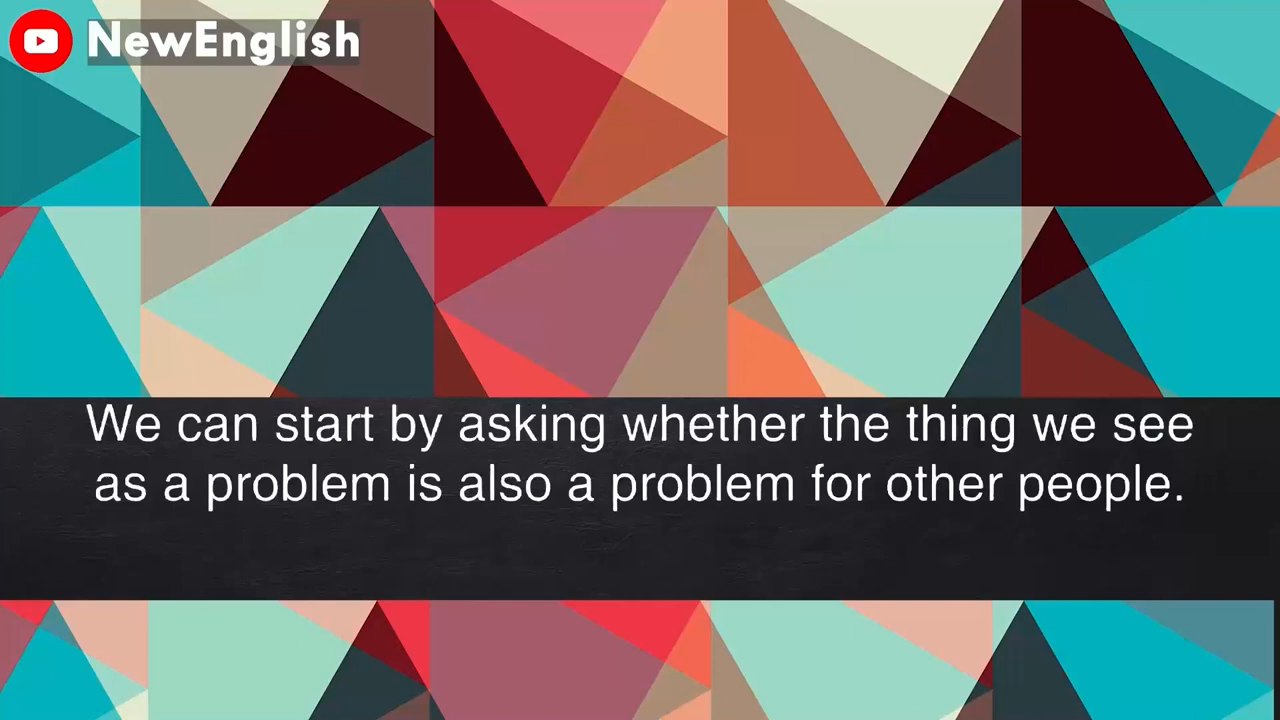 NewEnglish
We can start by asking whether the thing we see
as a problem is also a problem for other people.